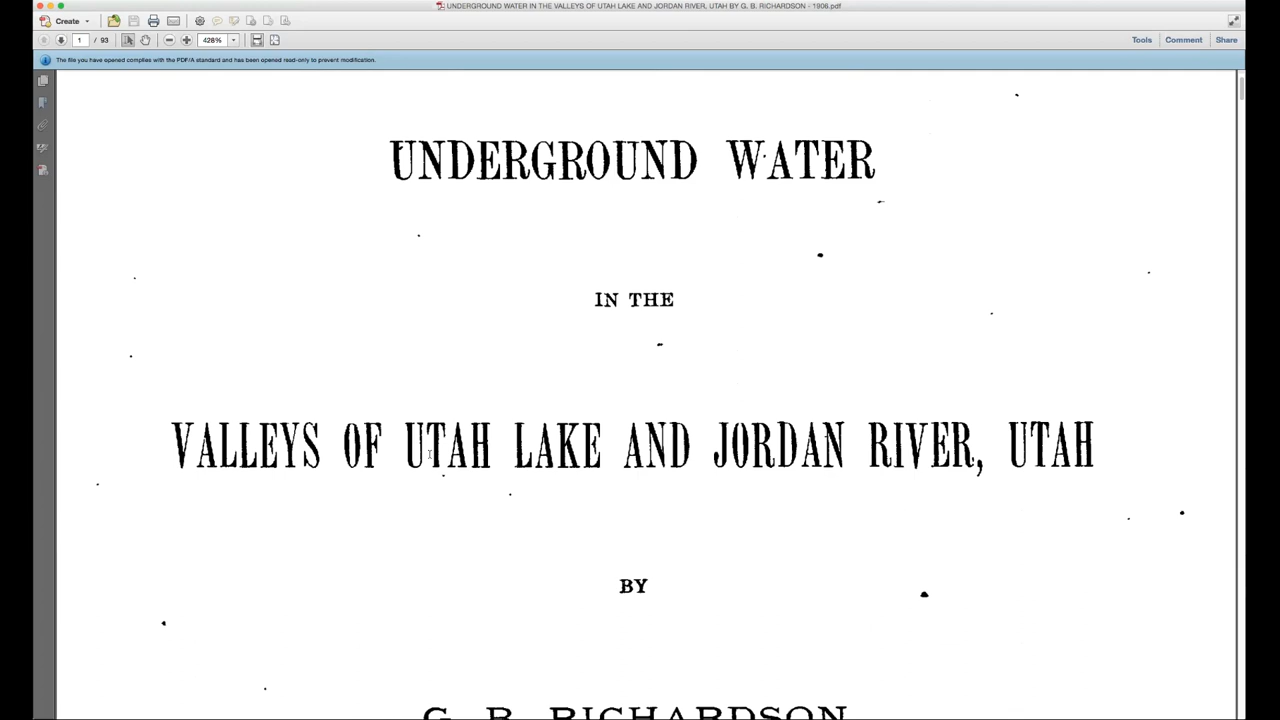 UNDERGROUND WATER IN THE VALLEYS OF UTAH LAKE AND JORDAN RIVER, UTAH BY G. B. RICHARDSON - 1906.pdf
Create
1 / 93
428%
Tools Comment Share
The file you have opened complies with the PDF/A standard and has been opened read-only to prevent modification.
UNDERGROUND WATER
IN THE
VALLEYS OF UTAH LAKE AND JORDAN RIVER, UTAH
BY
G. B. RICHARDSON